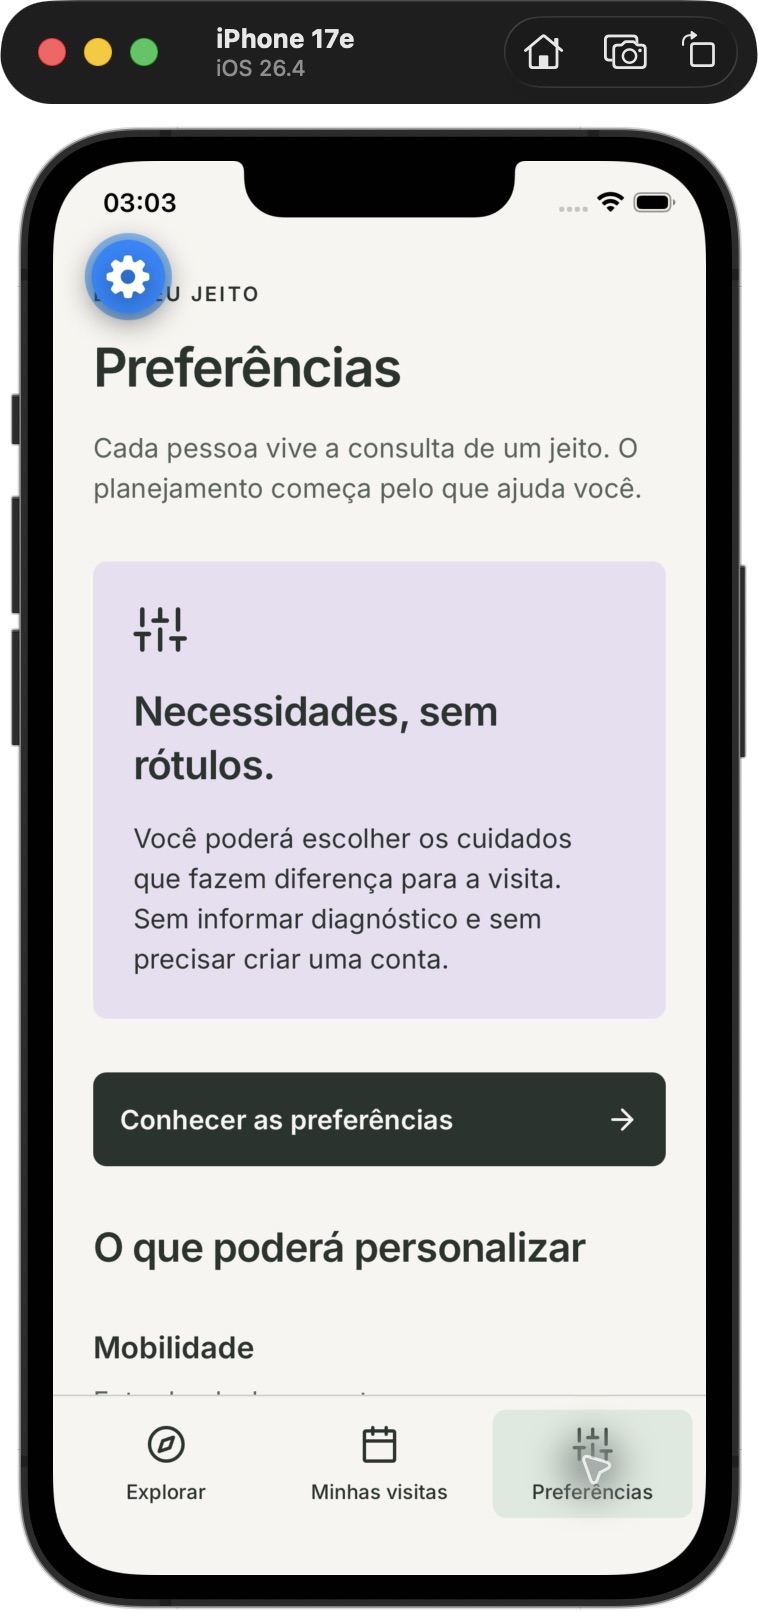 iPhone 17e
iOS 26.4
03:03
EU JEITO
Preferências
Cada pessoa vive a consulta de um jeito. O
planejamento começa pelo que ajuda você.
Necessidades, sem
rótulos.
Você poderá escolher os cuidados
que fazem diferença para a visita.
Sem informar diagnóstico e sem
precisar criar uma conta.
Conhecer as preferências
O que poderá personalizar
Mobilidade
Explorar
Minhas visitas
Preferências